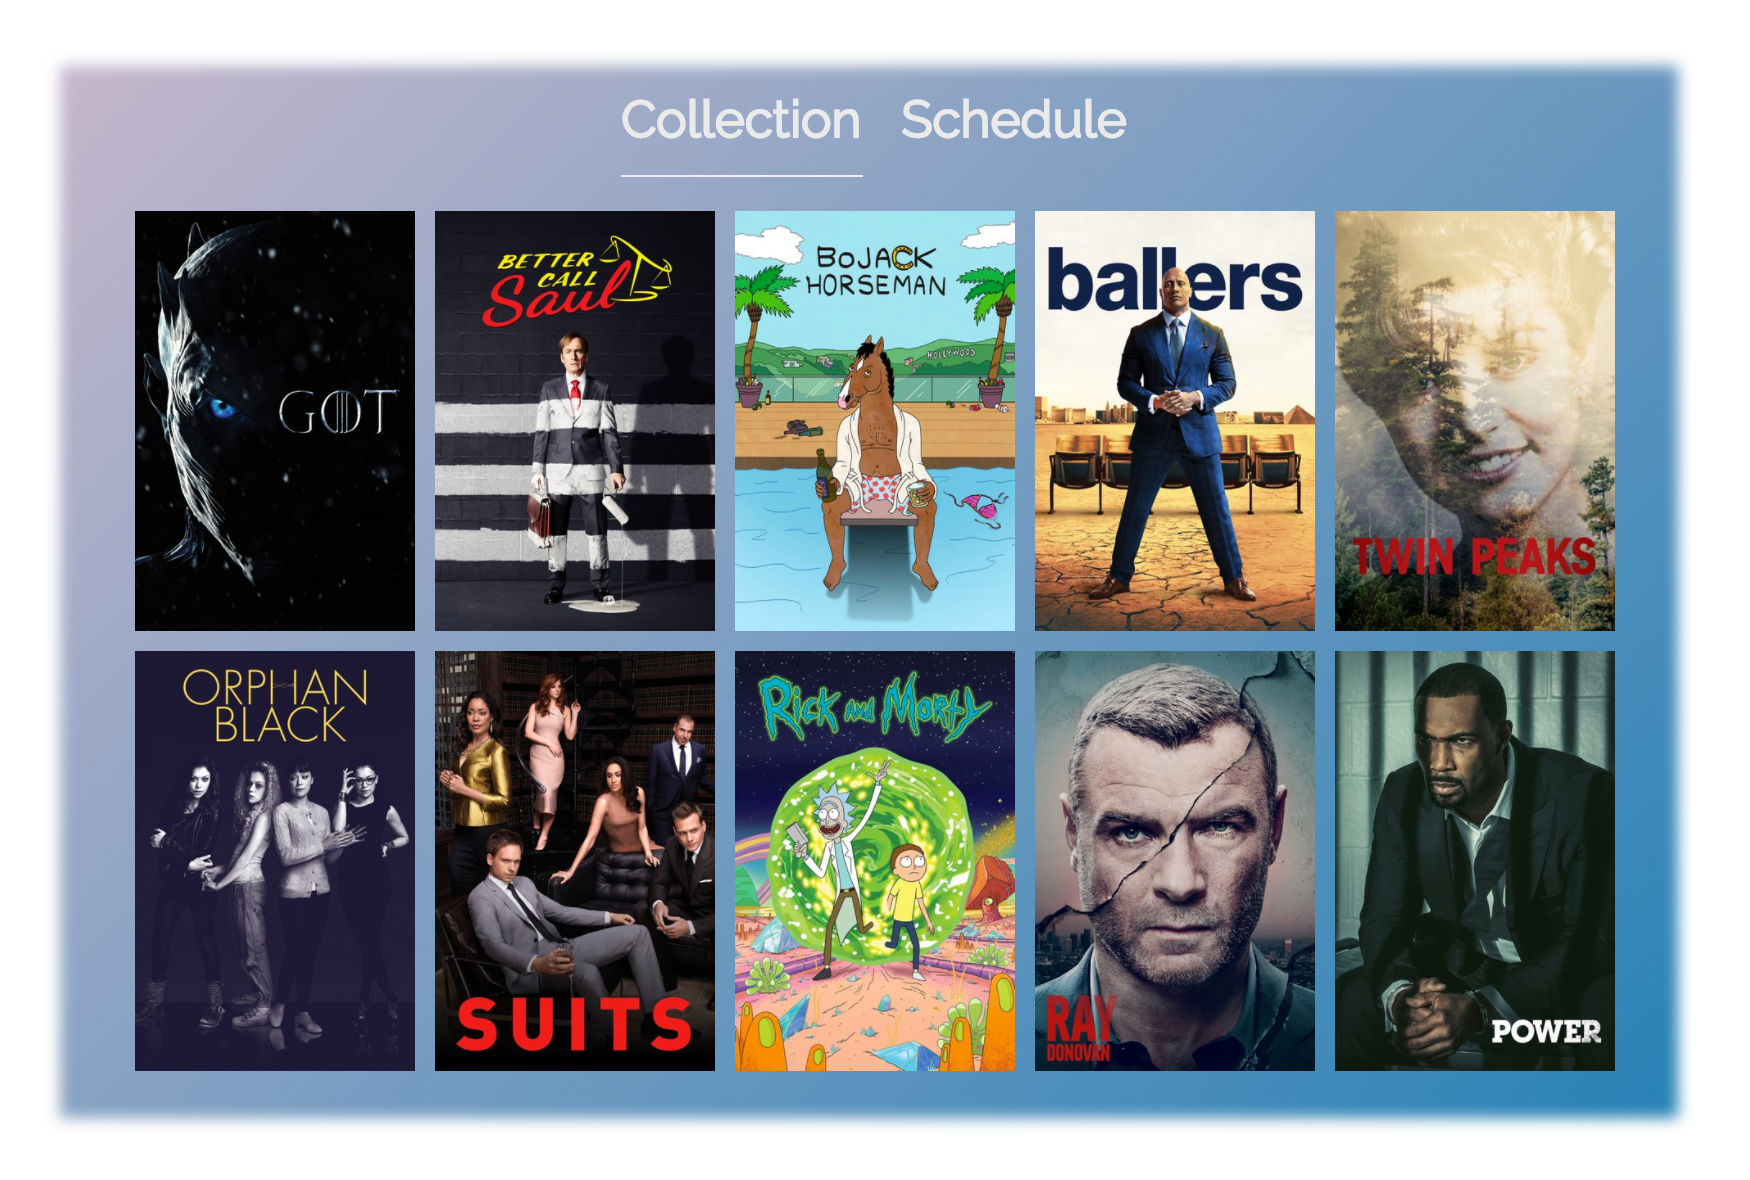 Collection Schedule
GOT
BETTER
CALL
Saul
BOJACK
HORSEMAN
HOLLYWOOD
ballers
TWIN PEAKS
ORPHAN
BLACK
SUITS
RICK AND MORTY
RAY
DONOVAN
POWER